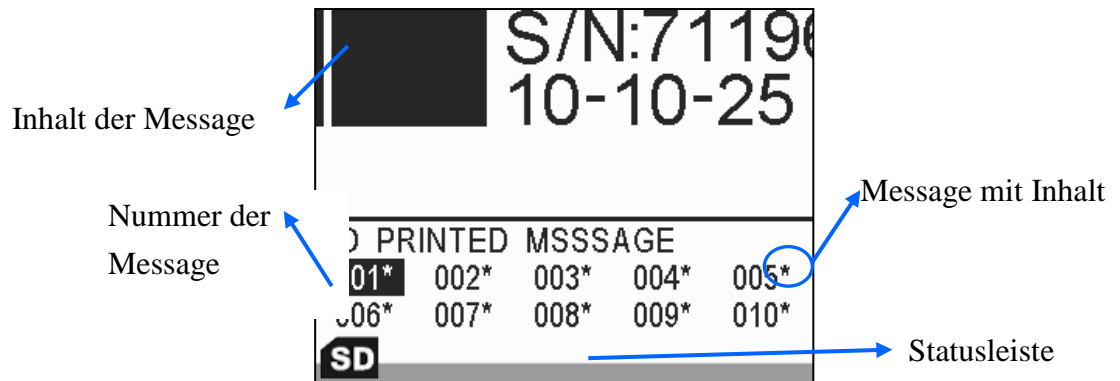 S/N:7119
10-10-25
Inhalt der Message
Message mit Inhalt
Nummer der
Message
PRINTED MSSSAGE
01* 002* 003* 004* 005*
006* 007* 008* 009* 010*
SD
Statusleiste